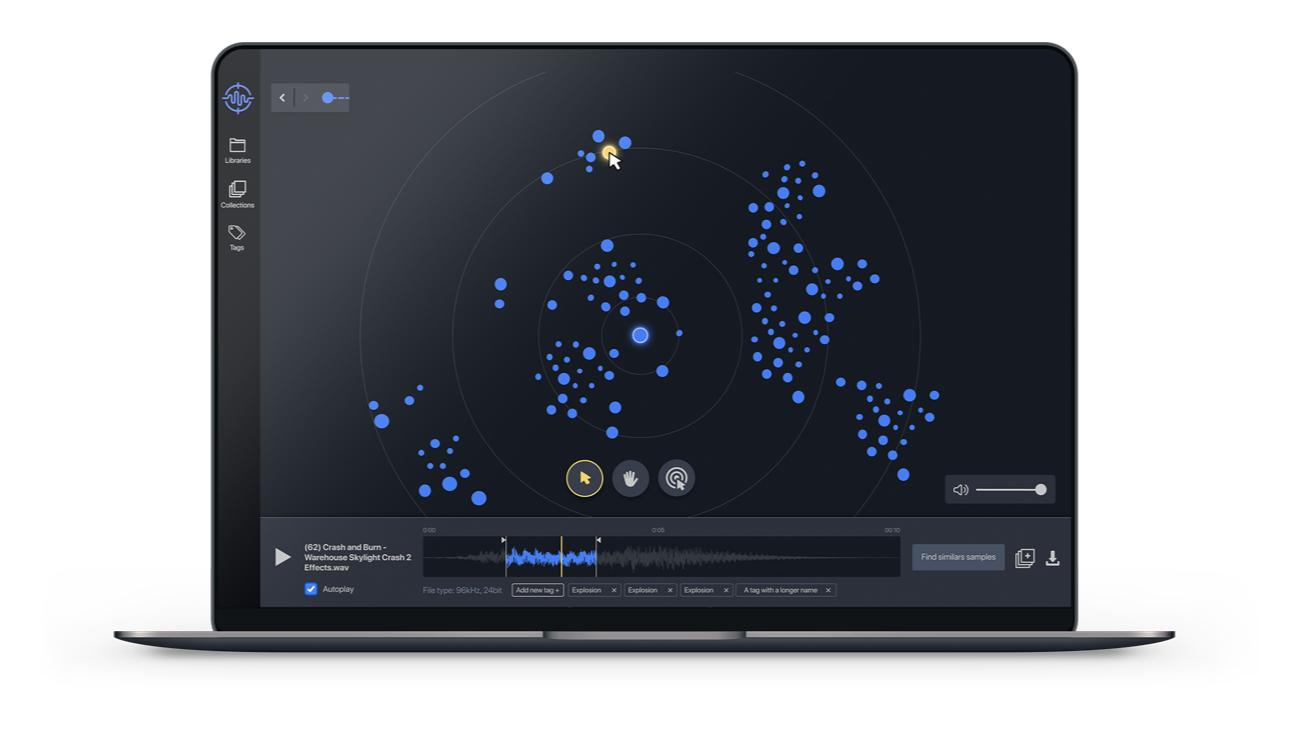 Libraries
Collections
Tags
0:00
0:05
00:10
(62) Crash and Burn -
Warehouse Skylight Crash 2
Effects.wav
Find similars samples
Autoplay
File type: 96kHz, 24bit
Add new tag +
Explosion ×
Explosion ×
Explosion ×
A tag with a longer name ×